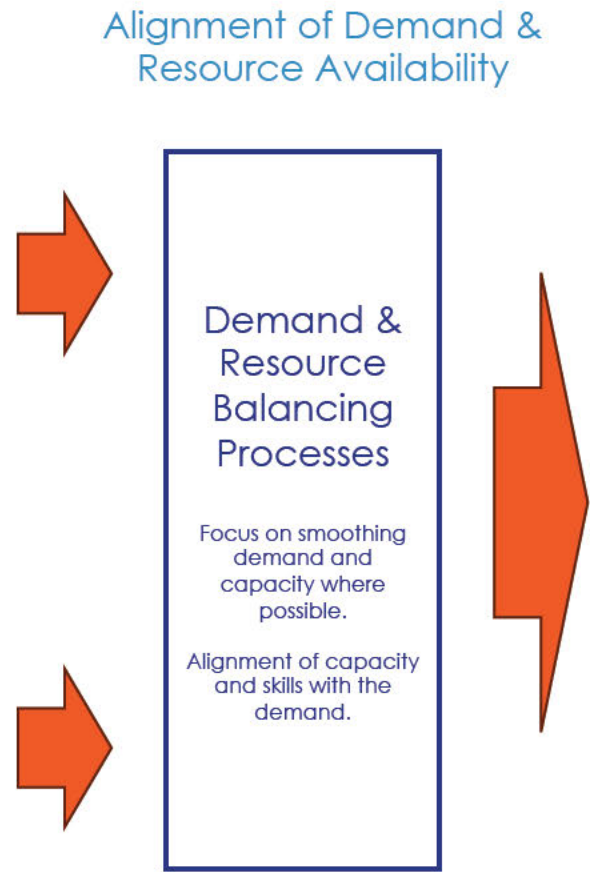 Alignment of Demand &
Resource Availability
Demand &
Resource
Balancing
Processes
Focus on smoothing
demand and
capacity where
possible.
Alignment of capacity
and skills with the
demand.